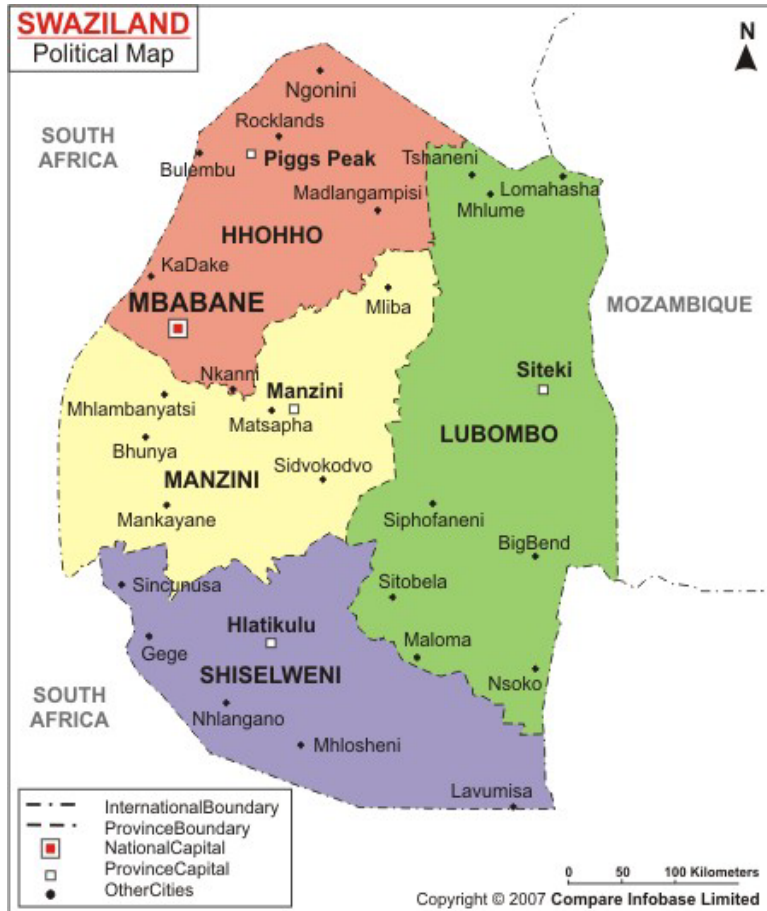 SWAZILAND
Political Map
N
Ngonini
SOUTH
AFRICA
Rocklands
Bulembu
Piggs Peak
Tshaneni
Lomahasha
Mhlume
Madlangampisi
HHOHHO
KaDake
MBABANE
Mliba
MOZAMBIQUE
Nkanni
Siteki
Mhlambanyatsi
Manzini
Matsapha
LUBOMBO
Bhunya
MANZINI
Sidvokodvo
Mankayane
Siphofaneni
BigBend
Sincunusa
Sitobela
Hlatikulu
Gege
Maloma
SHISELWENI
Nsoko
SOUTH
AFRICA
Nhlangano
Mhlosheni
Lavumisa
InternationalBoundary
ProvinceBoundary
NationalCapital
ProvinceCapital
OtherCities
0 50 100 Kilometers
Copyright © 2007 Compare Infobase Limited